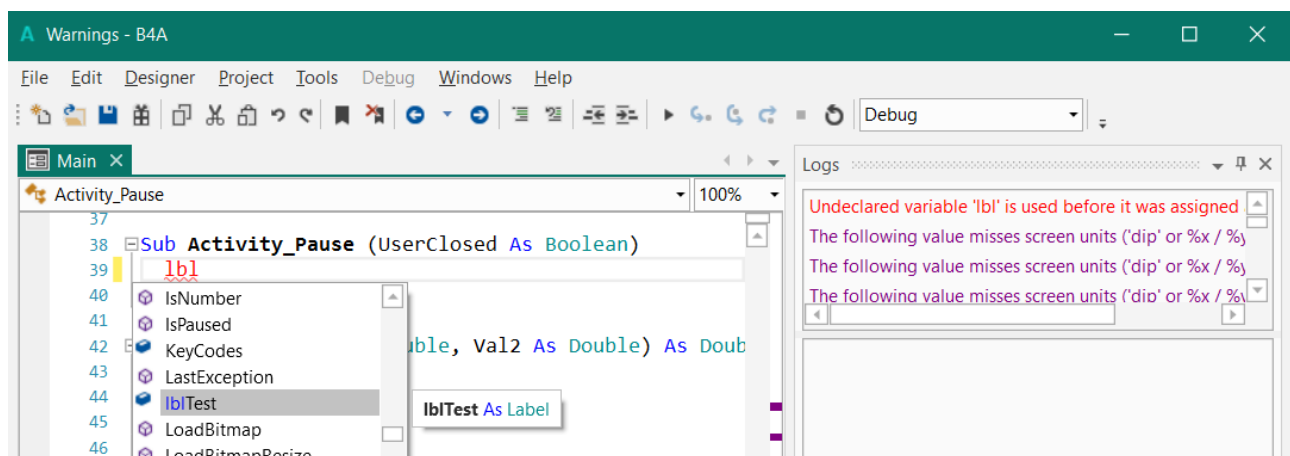 Warnings - B4A
File Edit Designer Project Tools Debug Windows Help
Debug
Main
Activity_Pause 100%
37
38 Sub Activity_Pause (UserClosed As Boolean)
39 lbl
40 IsNumber
41 IsPaused
42 KeyCodes uble, Val2 As Double) As Doub
43 LastException
44 lblTest
lblTest As Label
45 LoadBitmap
46 LoadBitmapResize
Logs
Undeclared variable 'lbl' is used before it was assigned
The following value misses screen units ('dip' or %x / %y
The following value misses screen units ('dip' or %x / %y
The following value misses screen units ('dip' or %x / %y